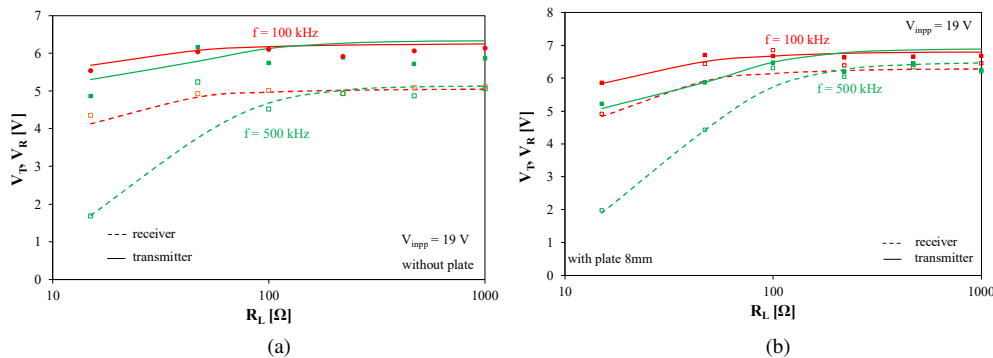 7
6
5
4
3
2
1
0
V_T, V_R [V]
f = 100 kHz
f = 500 kHz
receiver
transmitter
V_inpp = 19 V
without plate
10
100
1000
R_L [Ω]
(a)
8
7
6
5
4
3
2
1
0
V_T, V_R [V]
V_inpp = 19 V
f = 100 kHz
f = 500 kHz
receiver
transmitter
with plate 8mm
10
100
1000
R_L [Ω]
(b)